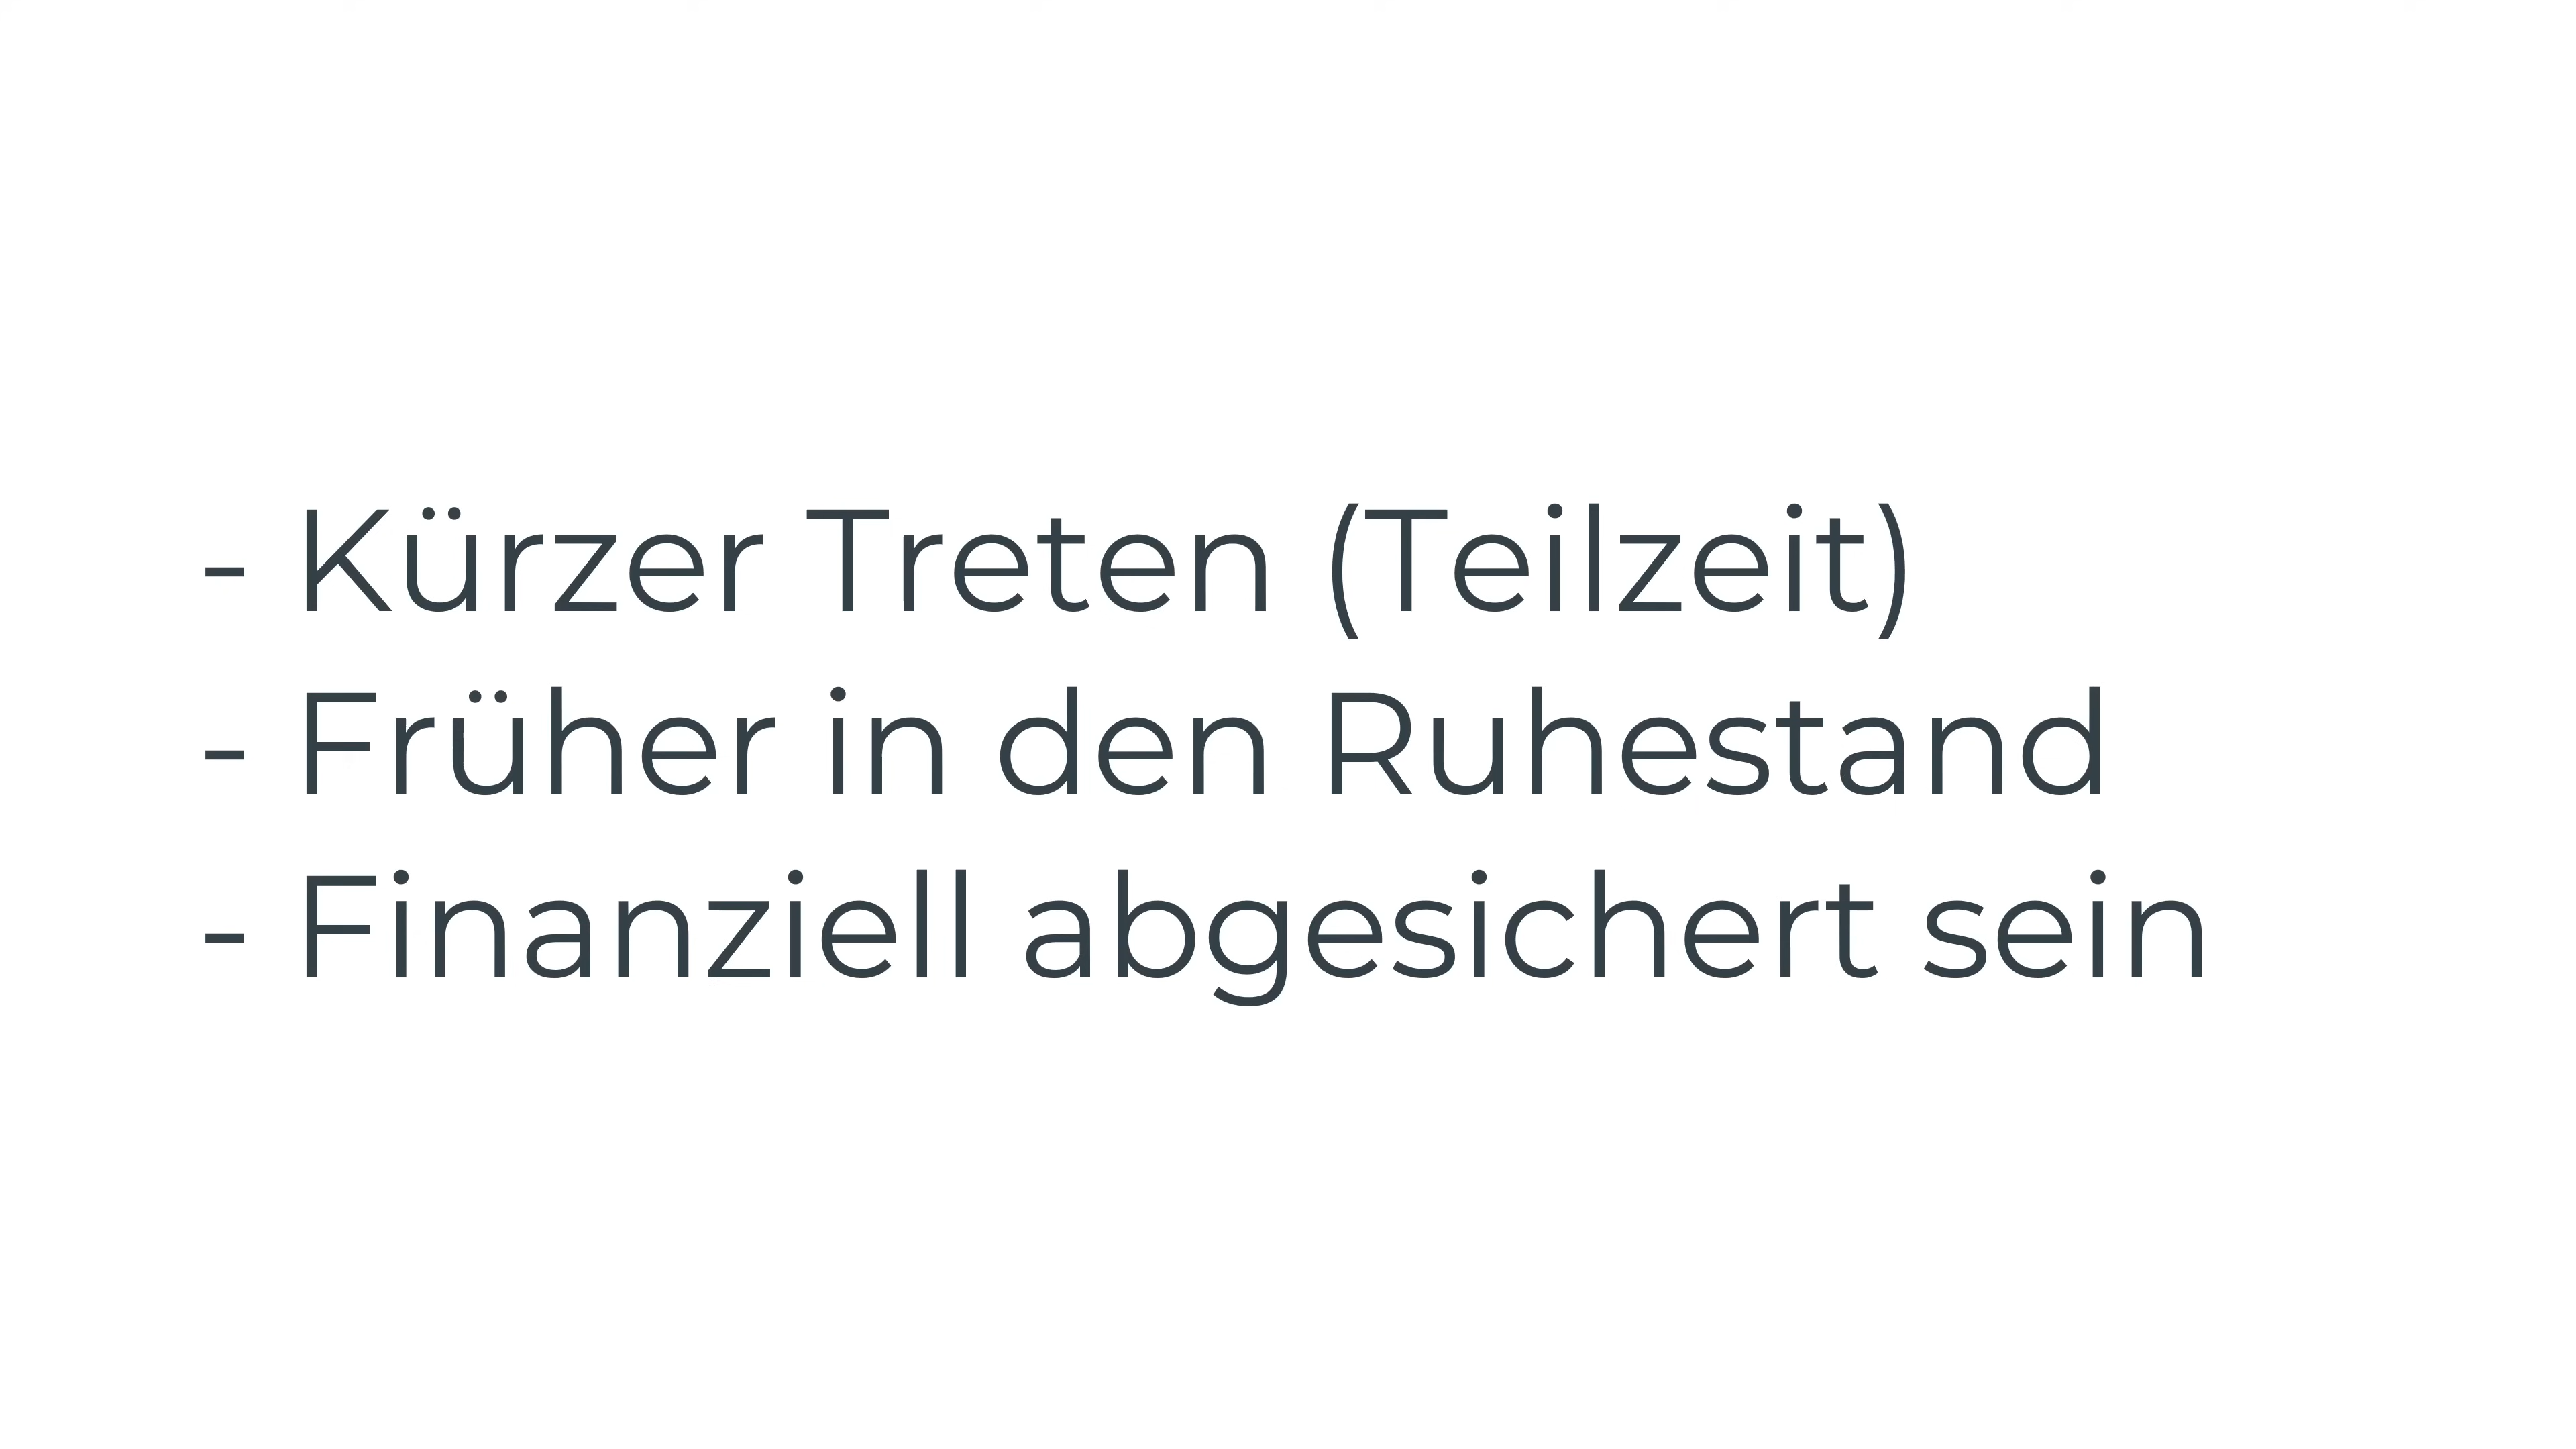 - Kürzer Treten (Teilzeit)
- Früher in den Ruhestand
- Finanziell abgesichert sein